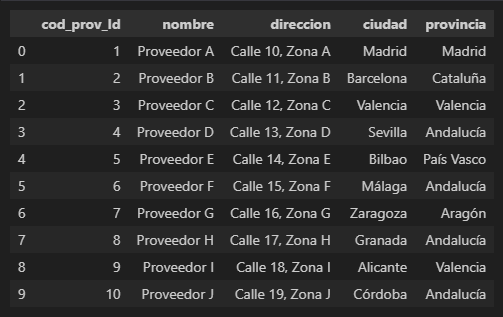 cod_prov_Id nombre direccion ciudad provincia
0 1 Proveedor A Calle 10, Zona A Madrid Madrid
1 2 Proveedor B Calle 11, Zona B Barcelona Cataluña
2 3 Proveedor C Calle 12, Zona C Valencia Valencia
3 4 Proveedor D Calle 13, Zona D Sevilla Andalucía
4 5 Proveedor E Calle 14, Zona E Bilbao País Vasco
5 6 Proveedor F Calle 15, Zona F Málaga Andalucía
6 7 Proveedor G Calle 16, Zona G Zaragoza Aragón
7 8 Proveedor H Calle 17, Zona H Granada Andalucía
8 9 Proveedor I Calle 18, Zona I Alicante Valencia
9 10 Proveedor J Calle 19, Zona J Córdoba Andalucía